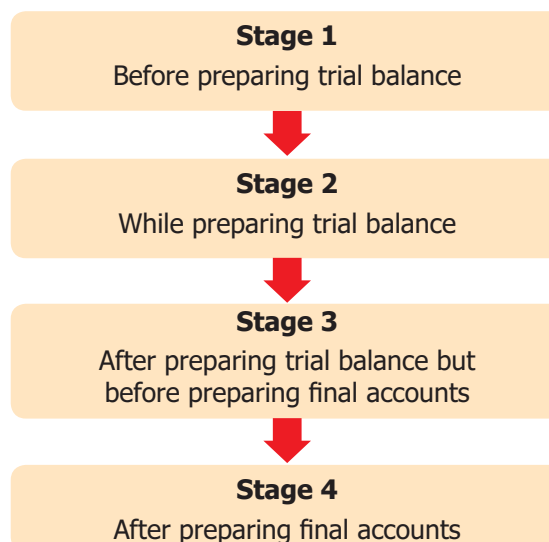 Stage 1
Before preparing trial balance
Stage 2
While preparing trial balance
Stage 3
After preparing trial balance but
before preparing final accounts
Stage 4
After preparing final accounts